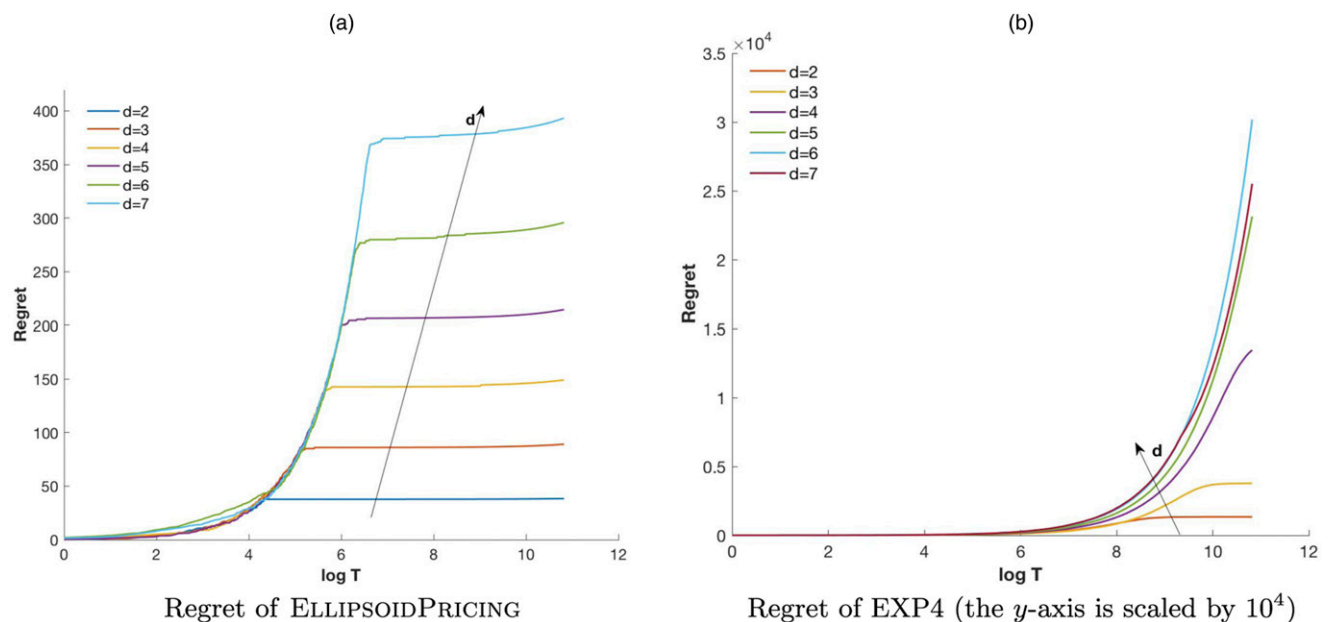 (a)
400
350
300
250
200
150
100
50
0
Regret
d=2
d=3
d=4
d=5
d=6
d=7
d
0 2 4 6 8 10 12
log T
Regret of ELLIPSOIDPRICING
(b)
×10⁴
3.5
3
2.5
2
1.5
1
0.5
0
Regret
d=2
d=3
d=4
d=5
d=6
d=7
d
0 2 4 6 8 10 12
log T
Regret of EXP4 (the y-axis is scaled by 10⁴)